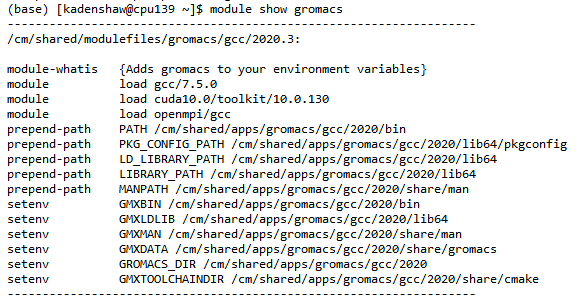 (base) [kadenshaw@cpu139 ~]$ module show gromacs
-------------------------------------------------------------------
/cm/shared/modulefiles/gromacs/gcc/2020.3:

module-whatis   {Adds gromacs to your environment variables}
module          load gcc/7.5.0
module          load cuda10.0/toolkit/10.0.130
module          load openmpi/gcc
prepend-path    PATH /cm/shared/apps/gromacs/gcc/2020/bin
prepend-path    PKG_CONFIG_PATH /cm/shared/apps/gromacs/gcc/2020/lib64/pkgconfig
prepend-path    LD_LIBRARY_PATH /cm/shared/apps/gromacs/gcc/2020/lib64
prepend-path    LIBRARY_PATH /cm/shared/apps/gromacs/gcc/2020/lib64
prepend-path    MANPATH /cm/shared/apps/gromacs/gcc/2020/share/man
setenv          GMXBIN /cm/shared/apps/gromacs/gcc/2020/bin
setenv          GMXLDLIB /cm/shared/apps/gromacs/gcc/2020/lib64
setenv          GMXMAN /cm/shared/apps/gromacs/gcc/2020/share/man
setenv          GMXDATA /cm/shared/apps/gromacs/gcc/2020/share/gromacs
setenv          GROMACS_DIR /cm/shared/apps/gromacs/gcc/2020
setenv          GMXTOOLCHAINDIR /cm/shared/apps/gromacs/gcc/2020/share/cmake
-------------------------------------------------------------------